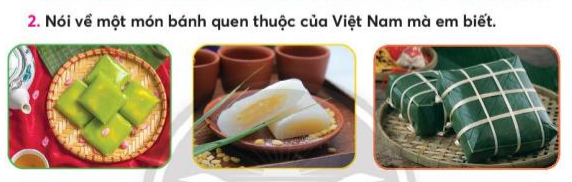 2. Nói về một món bánh quen thuộc của Việt Nam mà em biết.